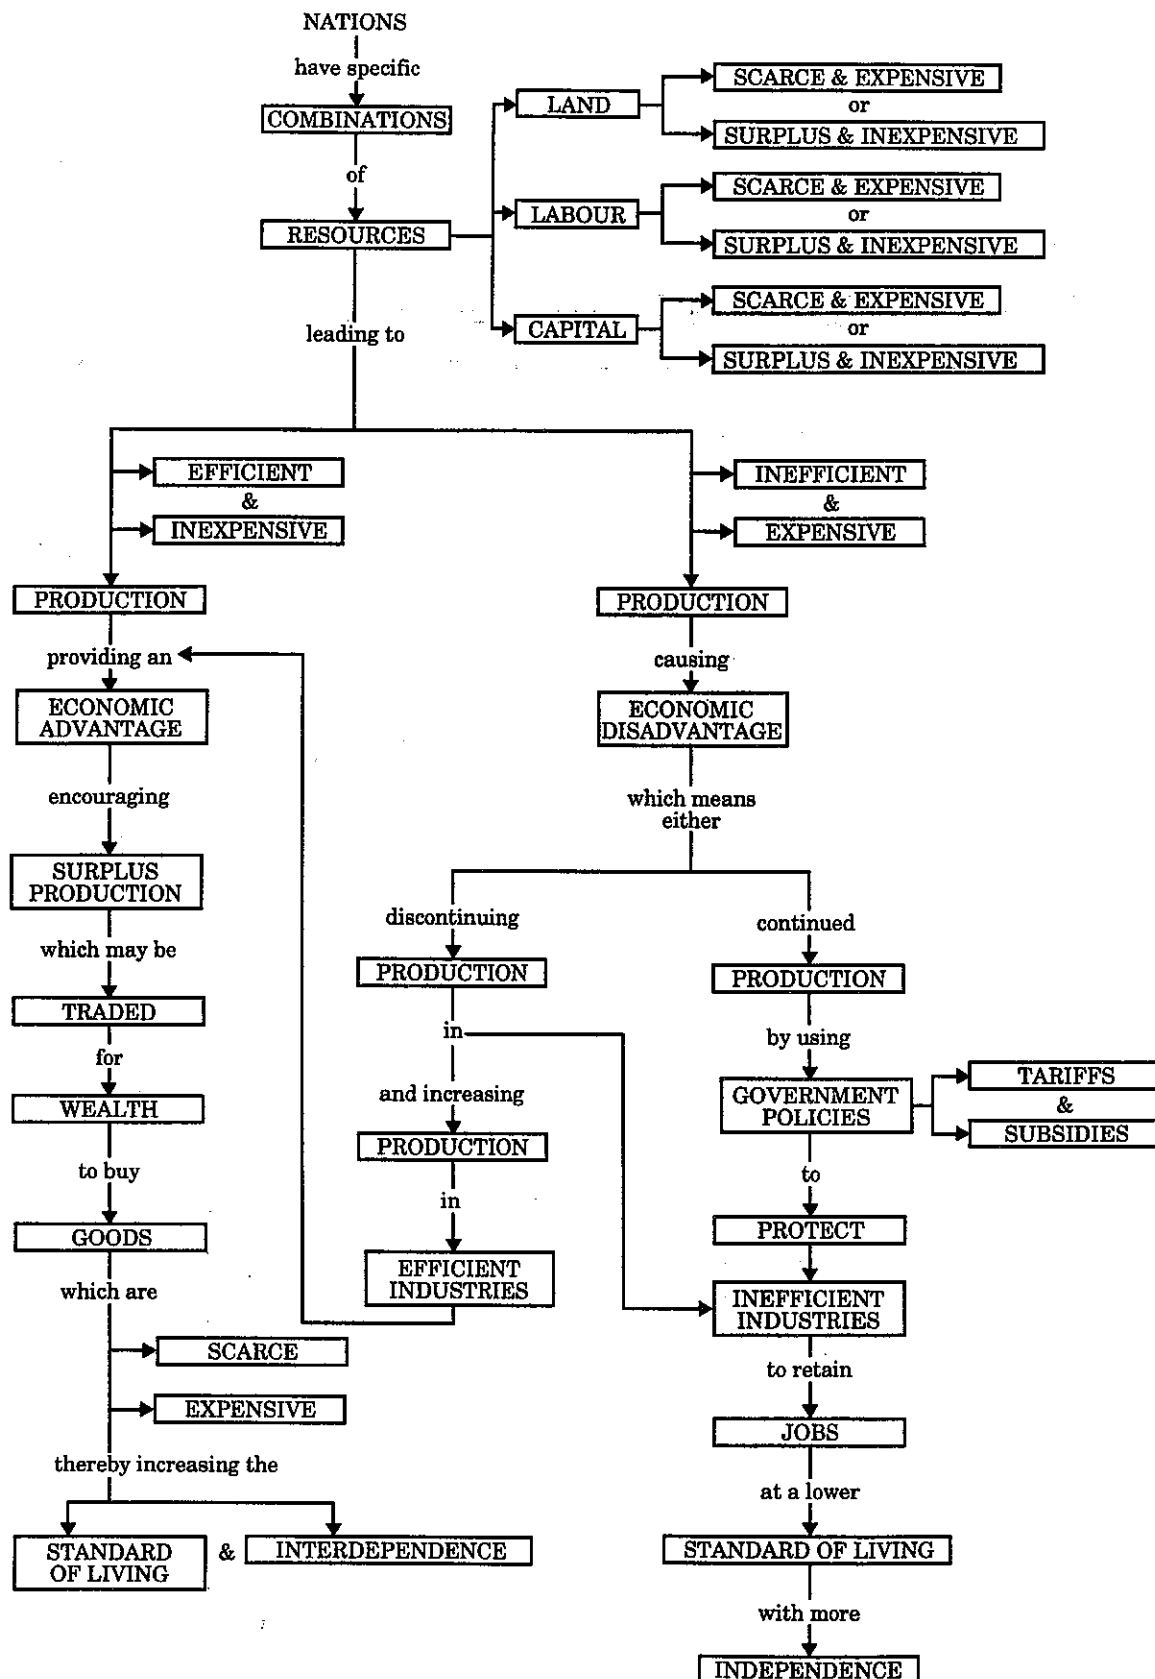 NATIONS
have specific
COMBINATIONS
of
RESOURCES
LAND
SCARCE & EXPENSIVE
or
SURPLUS & INEXPENSIVE
LABOUR
SCARCE & EXPENSIVE
or
SURPLUS & INEXPENSIVE
CAPITAL
SCARCE & EXPENSIVE
or
SURPLUS & INEXPENSIVE
leading to
EFFICIENT
&
INEXPENSIVE
PRODUCTION
providing an
ECONOMIC
ADVANTAGE
encouraging
SURPLUS
PRODUCTION
which may be
TRADED
for
WEALTH
to buy
GOODS
which are
SCARCE
EXPENSIVE
thereby increasing the
STANDARD
OF LIVING
&
INTERDEPENDENCE
INEFFICIENT
&
EXPENSIVE
PRODUCTION
causing
ECONOMIC
DISADVANTAGE
which means
either
discontinuing
PRODUCTION
in
and increasing
PRODUCTION
in
EFFICIENT
INDUSTRIES
continued
PRODUCTION
by using
GOVERNMENT
POLICIES
TARIFFS
&
SUBSIDIES
to
PROTECT
INEFFICIENT
INDUSTRIES
to retain
JOBS
at a lower
STANDARD OF LIVING
with more
INDEPENDENCE